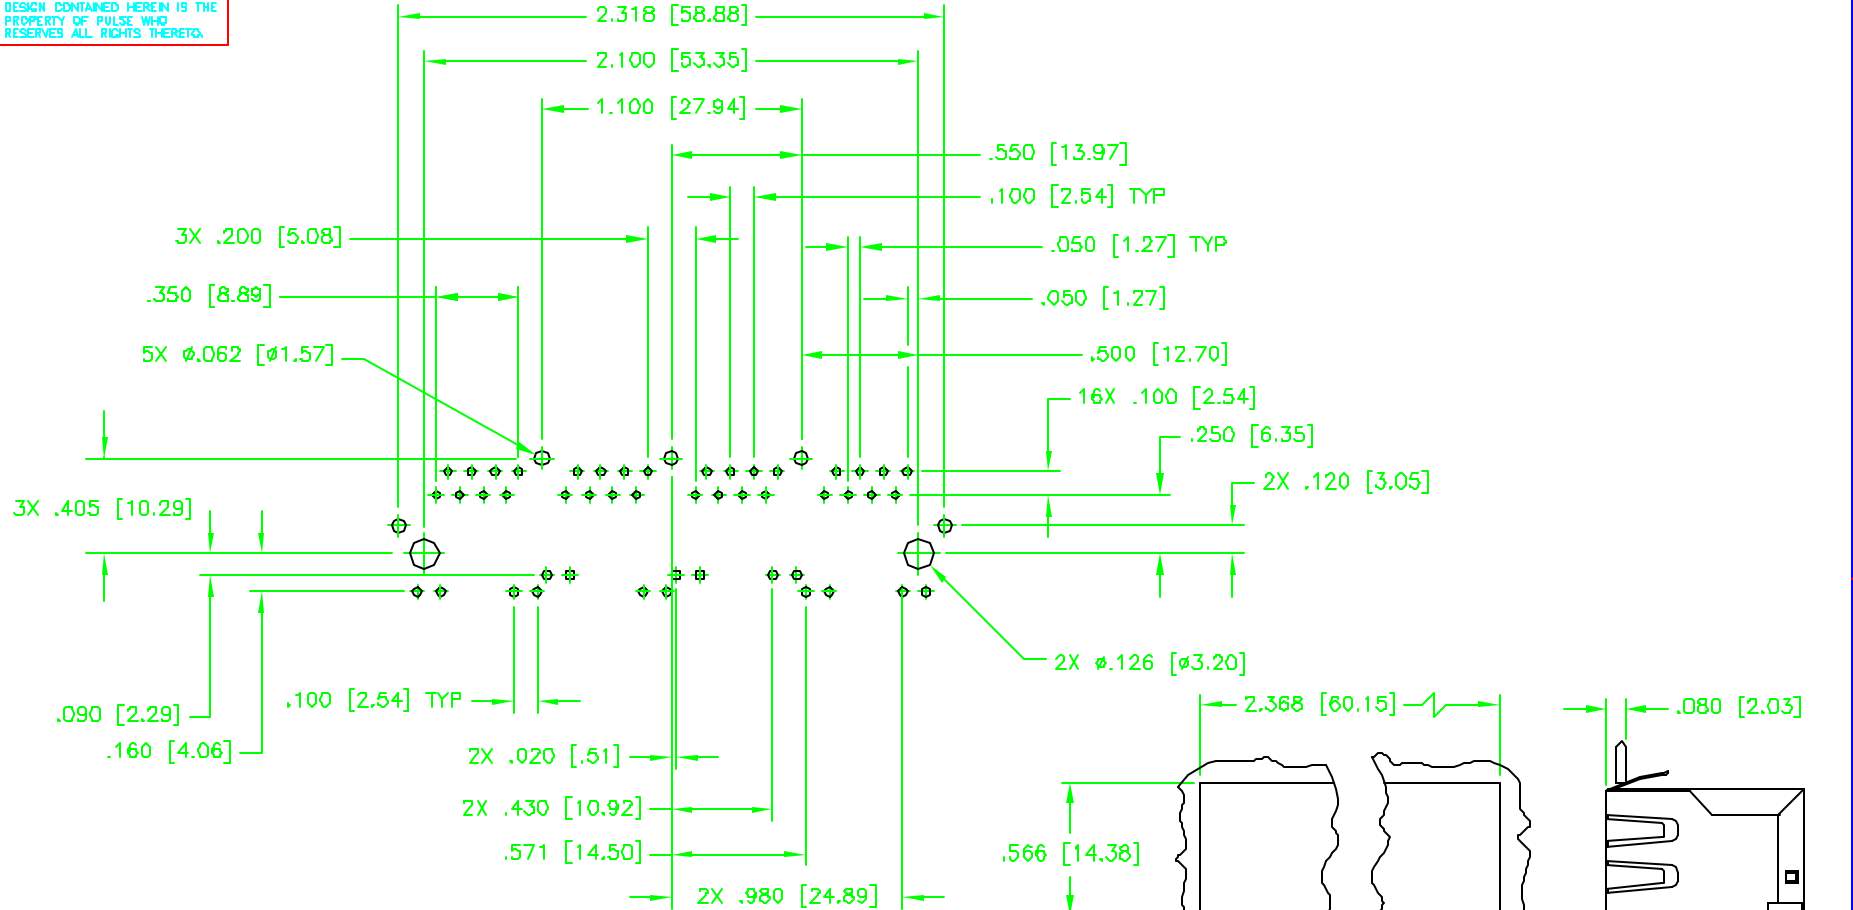 DESIGN CONTAINED HEREIN IS THE
PROPERTY OF PULSE WHO
RESERVES ALL RIGHTS THERETO.
2.318 [58.88]
2.100 [53.35]
1.100 [27.94]
.550 [13.97]
.100 [2.54] TYP
3X .200 [5.08]
.050 [1.27] TYP
.350 [8.89]
.050 [1.27]
5X ø.062 [ø1.57]
.500 [12.70]
16X .100 [2.54]
.250 [6.35]
2X .120 [3.05]
3X .405 [10.29]
2X ø.126 [ø3.20]
.100 [2.54] TYP
2.368 [60.15]
.080 [2.03]
.090 [2.29]
.160 [4.06]
2X .020 [.51]
2X .430 [10.92]
.571 [14.50]
.566 [14.38]
2X .980 [24.89]